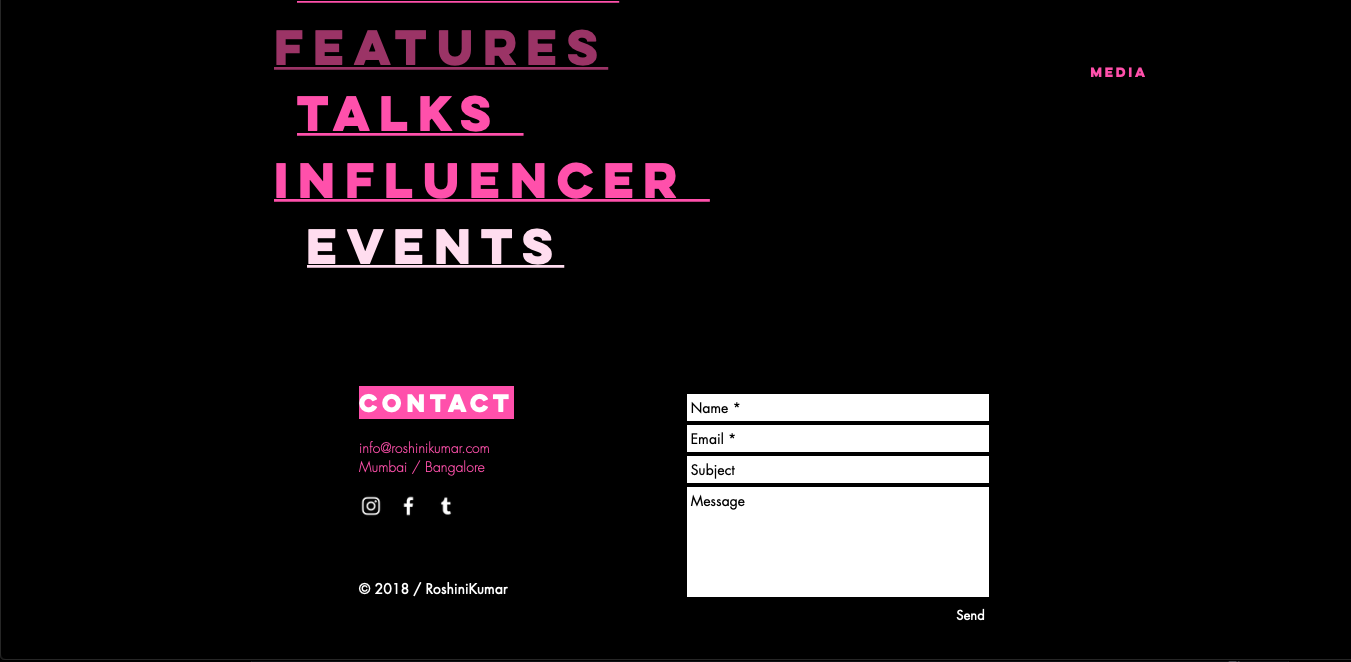 FEATURES
MEDIA
TALKS
INFLUENCER
EVENTS
CONTACT
info@roshinikumar.com
Mumbai / Bangalore
© 2018 / RoshiniKumar
Name *
Email *
Subject
Message
Send